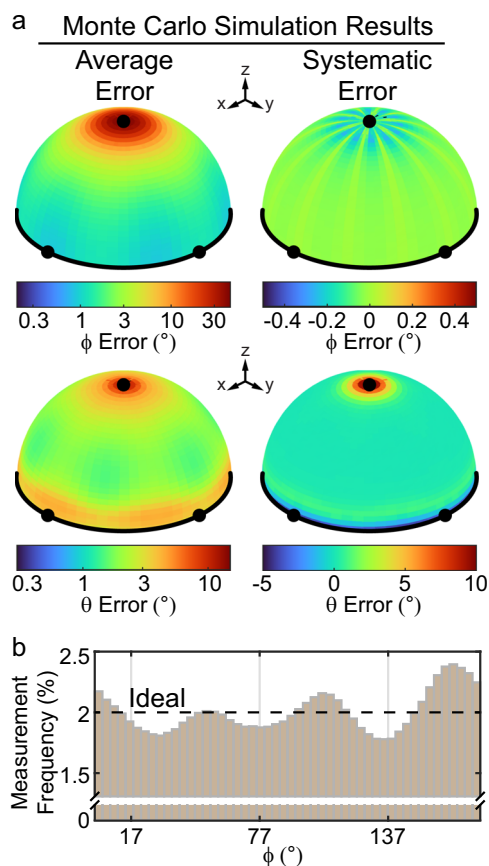 a
Monte Carlo Simulation Results
Average Error
Systematic Error
z
x y
0.3 1 3 10 30
ϕ Error (°)
-0.4 -0.2 0 0.2 0.4
ϕ Error (°)
z
x y
0.3 1 3 10
θ Error (°)
-5 0 5 10
θ Error (°)
b
Measurement Frequency (%)
2.5
2
1.5
0
Ideal
17 77 137
ϕ (°)